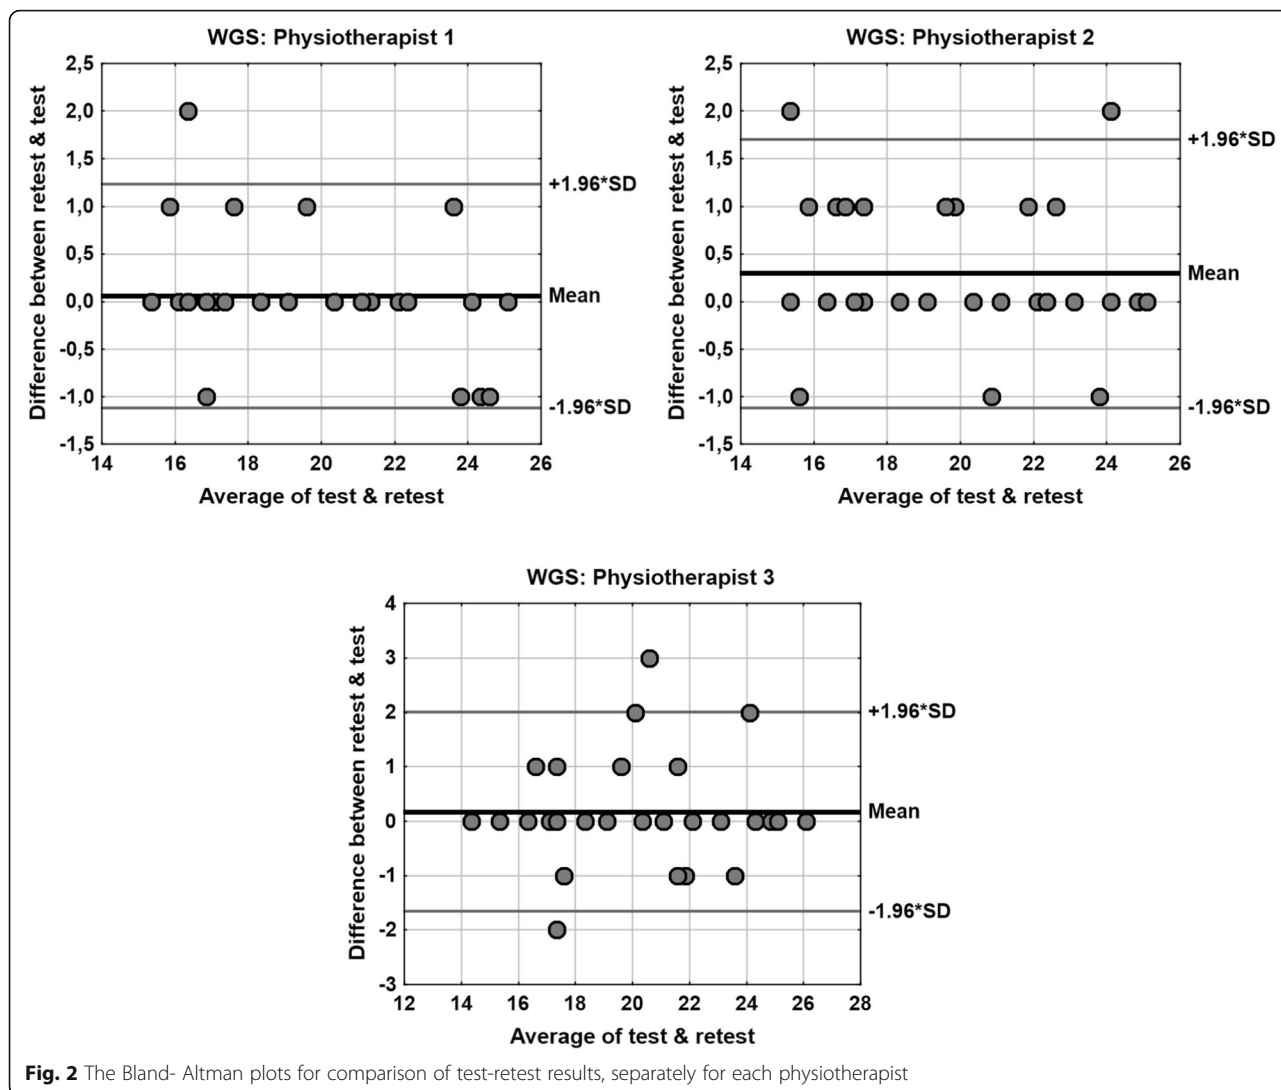 WGS: Physiotherapist 1
2,5
2,0
1,5
1,0
0,5
0,0
-0,5
-1,0
-1,5
Difference between retest & test
+1.96*SD
Mean
-1.96*SD
14 16 18 20 22 24 26
Average of test & retest
WGS: Physiotherapist 2
2,5
2,0
1,5
1,0
0,5
0,0
-0,5
-1,0
-1,5
Difference between retest & test
+1.96*SD
Mean
-1.96*SD
14 16 18 20 22 24 26
Average of test & retest
WGS: Physiotherapist 3
4
3
2
1
0
-1
-2
-3
Difference between retest & test
+1.96*SD
Mean
-1.96*SD
12 14 16 18 20 22 24 26 28
Average of test & retest
Fig. 2 The Bland- Altman plots for comparison of test-retest results, separately for each physiotherapist